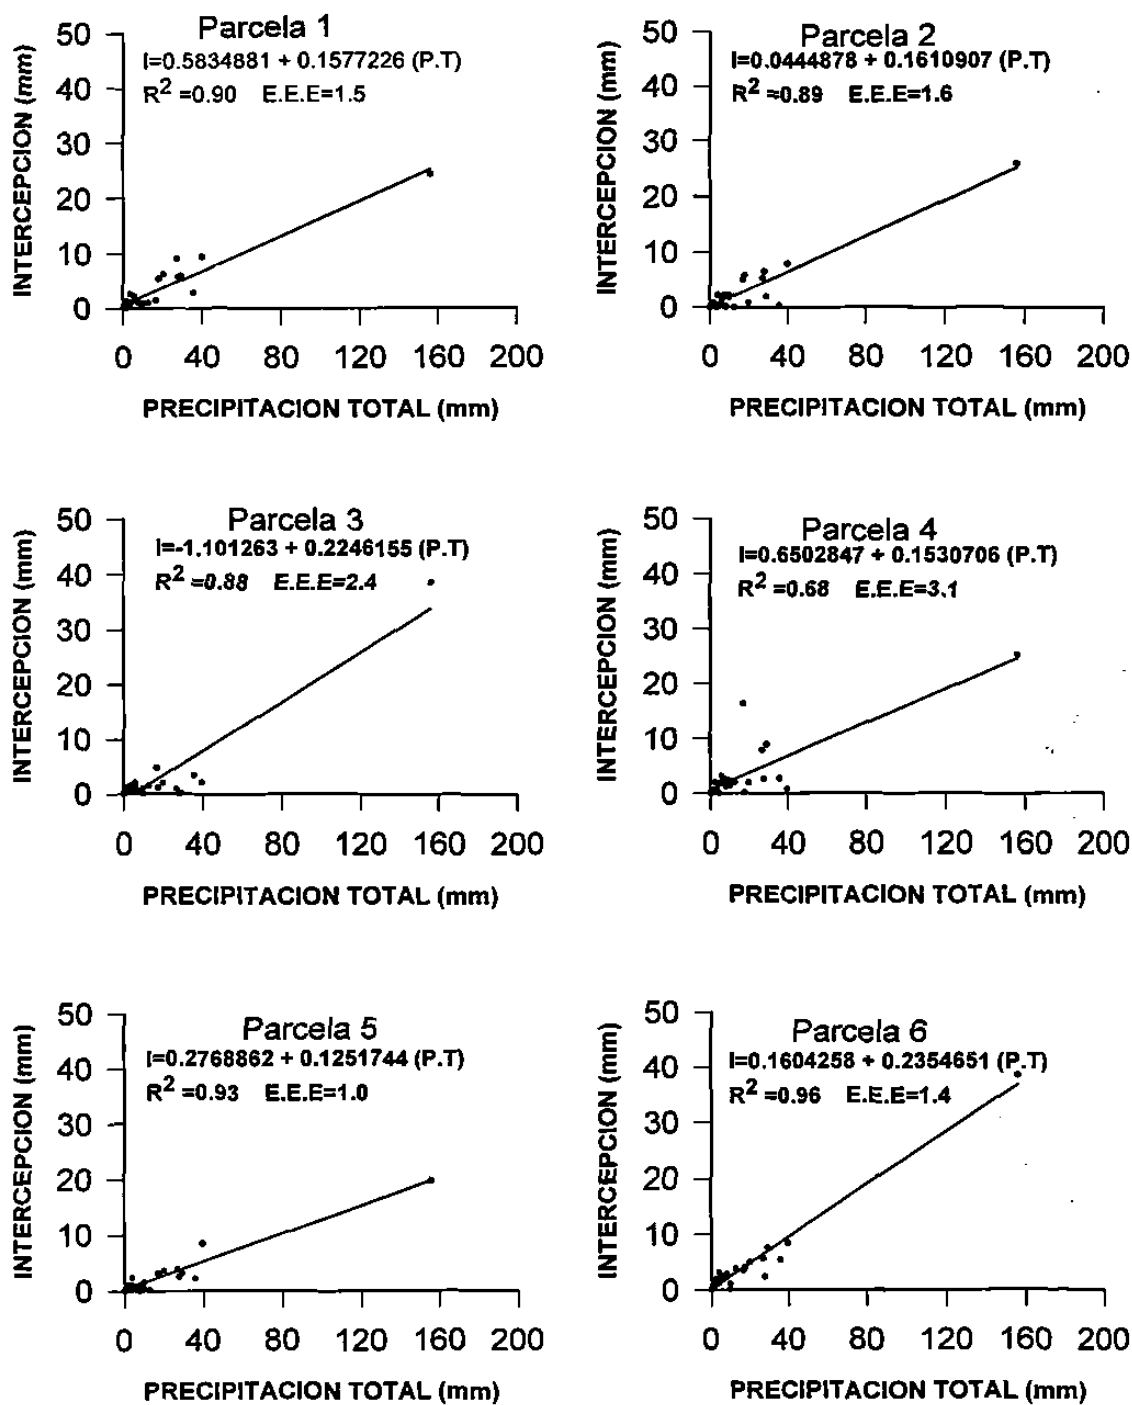 Parcela 1
I=0.5834881 + 0.1577226 (P.T)
R² =0.90 E.E.E=1.5
INTERCEPCION (mm)
50
40
30
20
10
0
0 40 80 120 160 200
PRECIPITACION TOTAL (mm)
Parcela 2
I=0.0444878 + 0.1610907 (P.T)
R² =0.89 E.E.E=1.6
INTERCEPCION (mm)
50
40
30
20
10
0
0 40 80 120 160 200
PRECIPITACION TOTAL (mm)
Parcela 3
I=-1.101263 + 0.2246155 (P.T)
R² =0.88 E.E.E=2.4
INTERCEPCION (mm)
50
40
30
20
10
0
0 40 80 120 160 200
PRECIPITACION TOTAL (mm)
Parcela 4
I=0.6502847 + 0.1530706 (P.T)
R² =0.68 E.E.E=3.1
INTERCEPCION (mm)
50
40
30
20
10
0
0 40 80 120 160 200
PRECIPITACION TOTAL (mm)
Parcela 5
I=0.2768862 + 0.1251744 (P.T)
R² =0.93 E.E.E=1.0
INTERCEPCION (mm)
50
40
30
20
10
0
0 40 80 120 160 200
PRECIPITACION TOTAL (mm)
Parcela 6
I=0.1604258 + 0.2354651 (P.T)
R² =0.96 E.E.E=1.4
INTERCEPCION (mm)
50
40
30
20
10
0
0 40 80 120 160 200
PRECIPITACION TOTAL (mm)